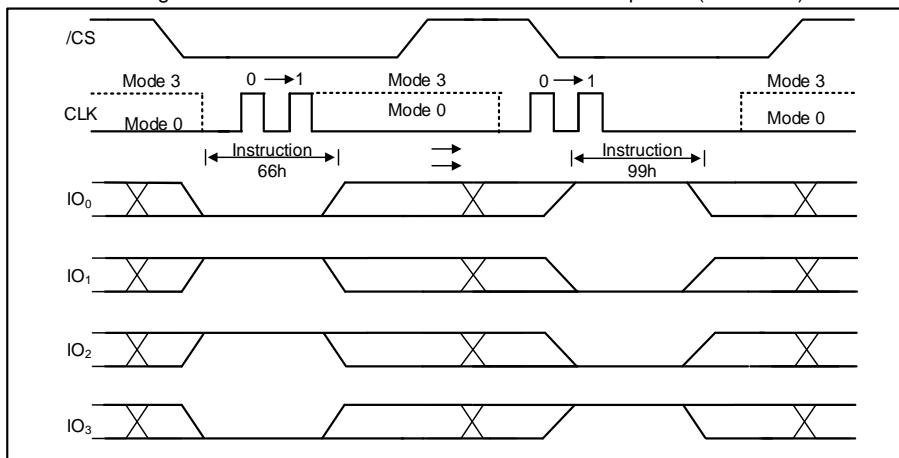 /CS
Mode 3 0 1 Mode 3 0 1 Mode 3
CLK Mode 0 Mode 0 Mode 0
Instruction Instruction
66h 99h
IO₀
IO₁
IO₂
IO₃